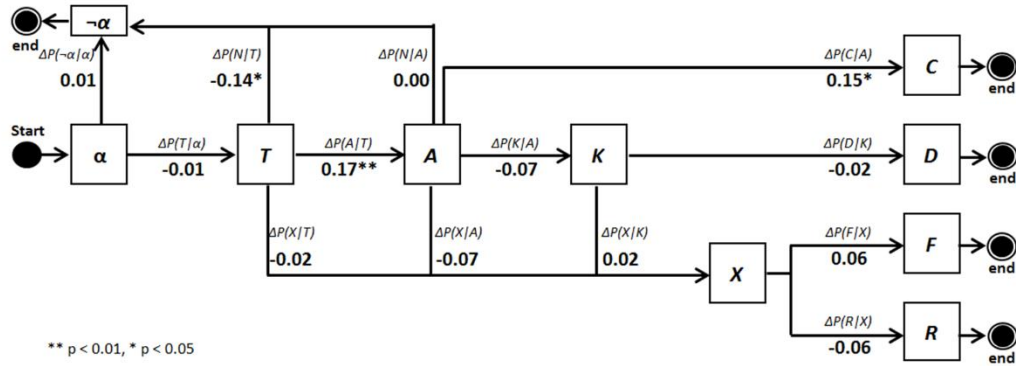 ¬α
end
ΔP(¬α|α)
0.01
ΔP(N|T)
-0.14*
ΔP(N|A)
0.00
ΔP(C|A)
0.15*
C
end
Start
α
ΔP(T|α)
-0.01
T
ΔP(A|T)
0.17**
A
ΔP(K|A)
-0.07
K
ΔP(D|K)
-0.02
D
end
ΔP(X|T)
-0.02
ΔP(X|A)
-0.07
ΔP(X|K)
0.02
X
ΔP(F|X)
0.06
F
end
ΔP(R|X)
-0.06
R
end
** p < 0.01, * p < 0.05